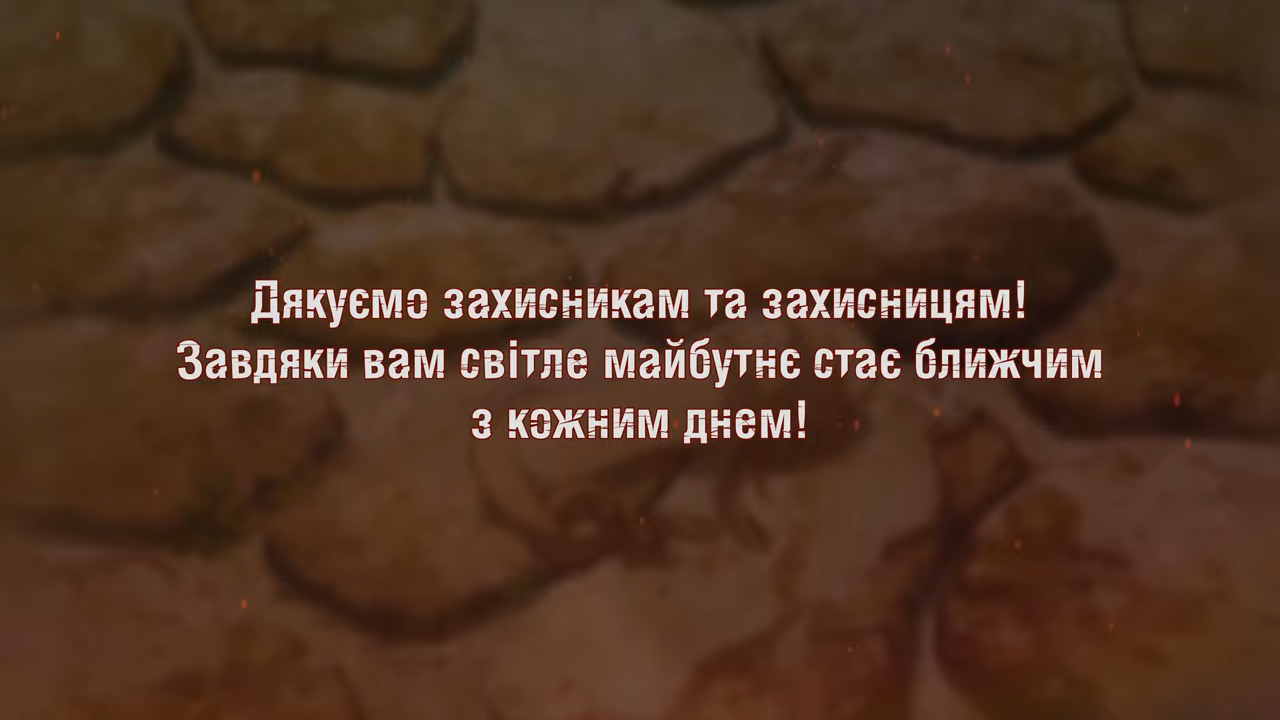 Дякуємо захисникам та захисницям!
Завдяки вам світле майбутнє стає ближчим
з кожним днем!